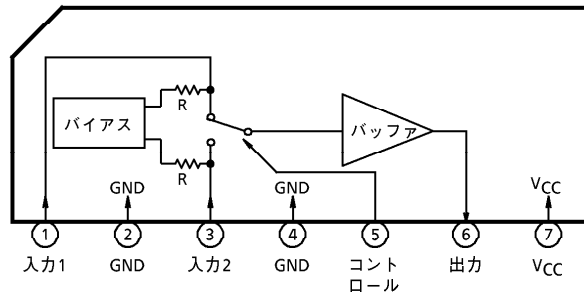 R
バイアス
バッファ
R
GND
GND
VCC
1
2
3
4
5
6
7
入力1
GND
入力2
GND
コント
ロール
出力
VCC